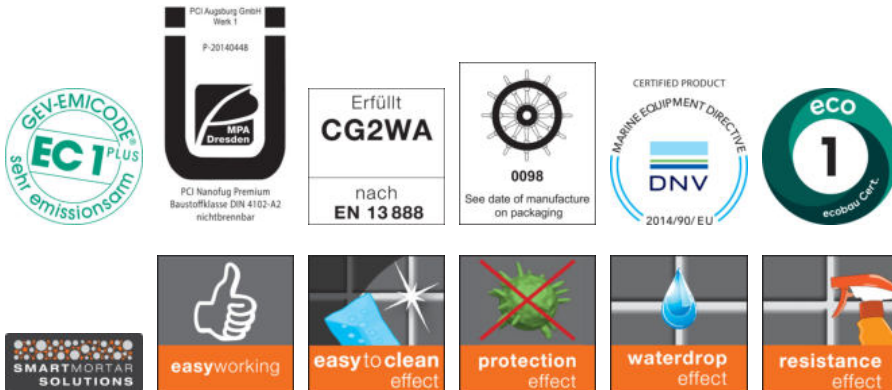 GEV-EMICODE®
EC 1 PLUS
sehr emissionsarm
PCI Augsburg GmbH
Werk 1
P-20140448
MPA
Dresden
PCI Nanofug Premium
Baustoffklasse DIN 4102-A2
nichtbrennbar
Erfüllt
CG2WA
nach
EN 13888
0098
See date of manufacture
on packaging
CERTIFIED PRODUCT
MARINE EQUIPMENT DIRECTIVE
DNV
2014/90/EU
eco
1
ecobau Cert.
SMARTMORTAR
SOLUTIONS
easyworking
easy to clean
effect
protection
effect
waterdrop
effect
resistance
effect